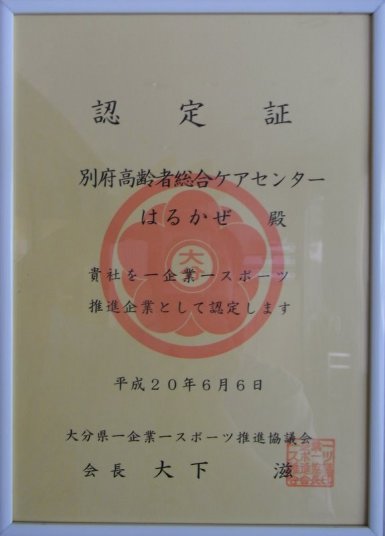 認定証
別府高齢者総合ケアセンター
はるかぜ 殿
大
貴社を一企業一スポーツ
推進企業として認定します
平成20年6月6日
大分県一企業一スポーツ推進協議会
会長 大下 滋